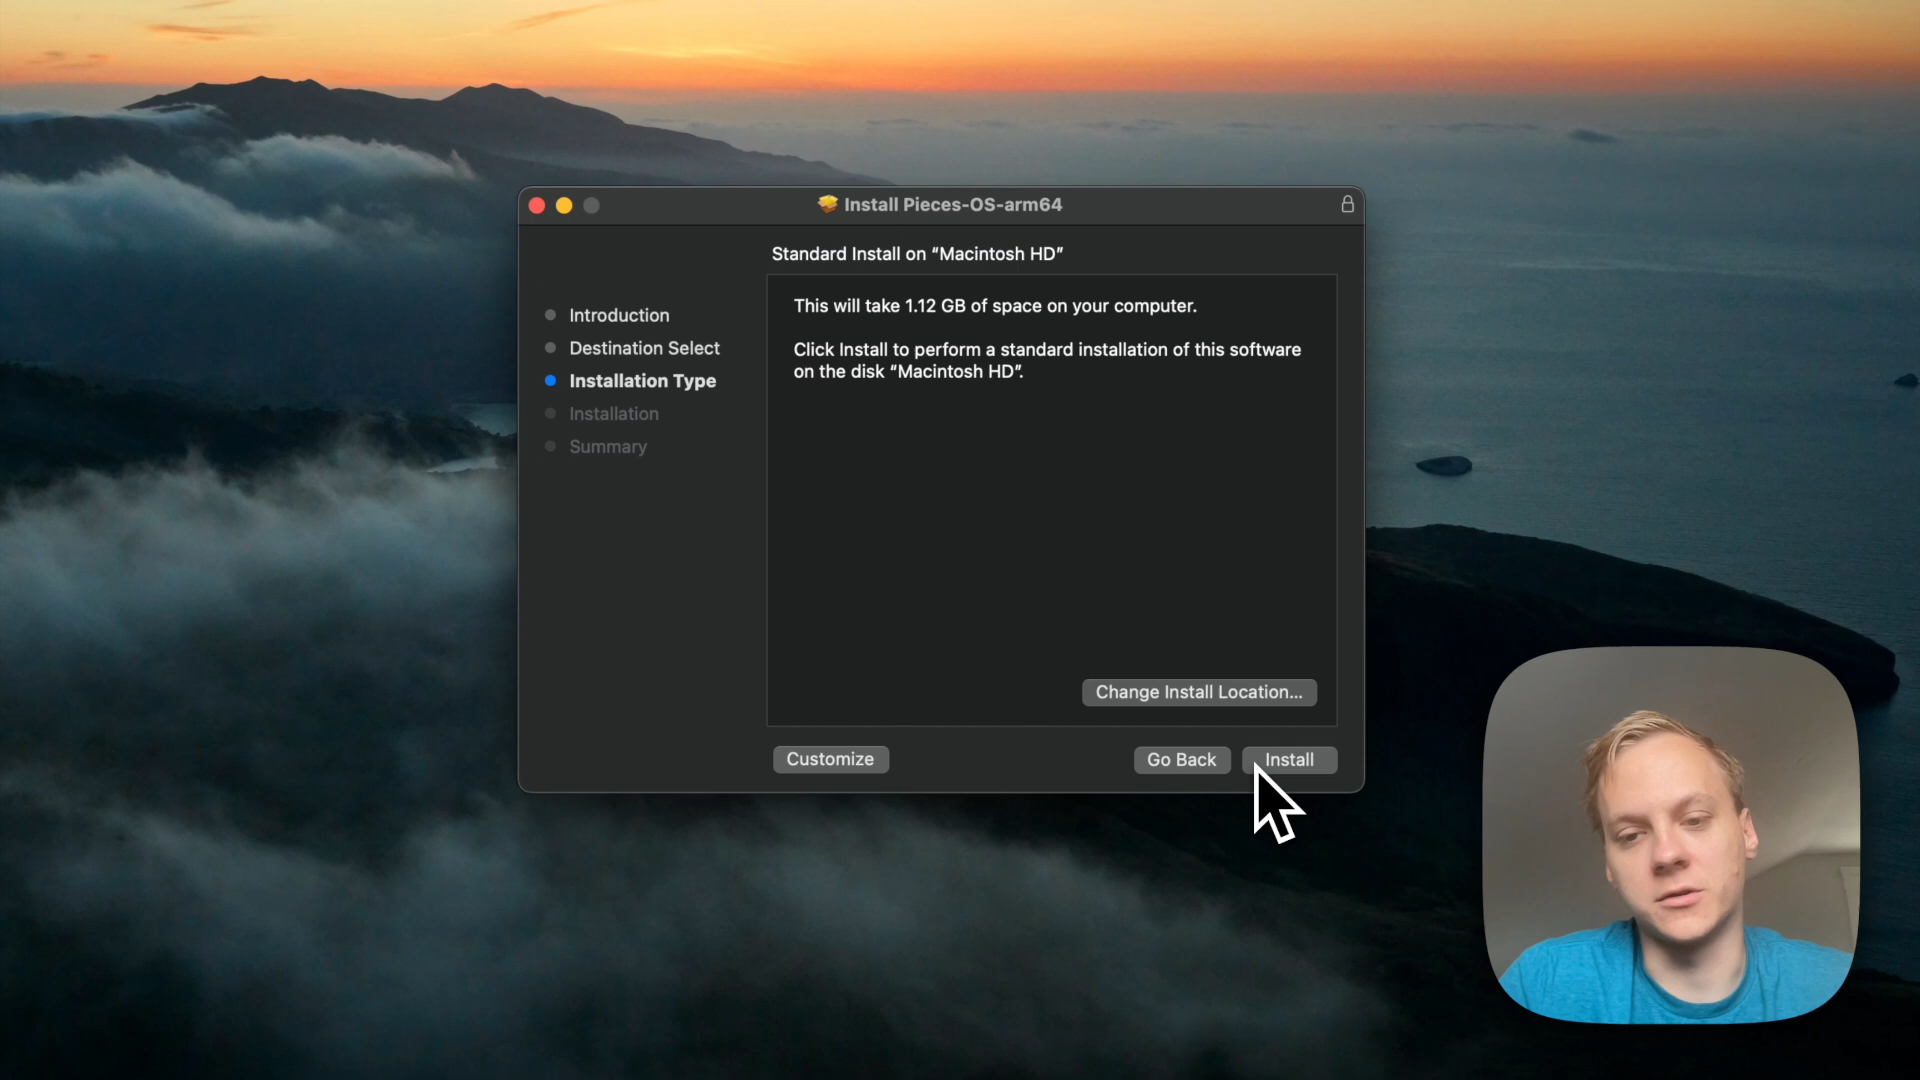 Install Pieces-OS-arm64
Standard Install on “Macintosh HD”
Introduction
Destination Select
Installation Type
Installation
Summary
This will take 1.12 GB of space on your computer.
Click Install to perform a standard installation of this software
on the disk “Macintosh HD”.
Change Install Location...
Customize
Go Back
Install